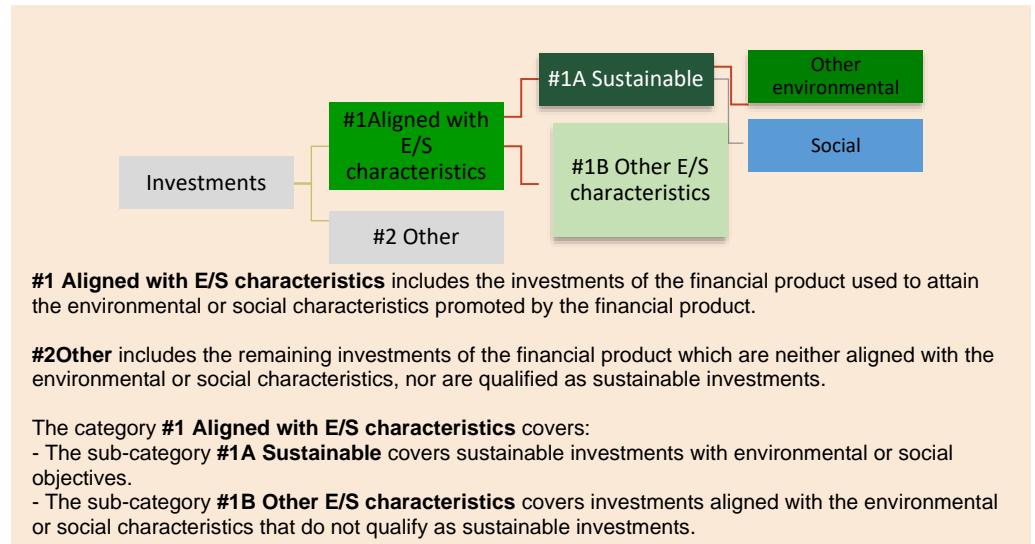 #1A Sustainable
Other
environmental
#1Aligned with
E/S
characteristics
Social
#1B Other E/S
characteristics
Investments
#2 Other
#1 Aligned with E/S characteristics includes the investments of the financial product used to attain
the environmental or social characteristics promoted by the financial product.
#2Other includes the remaining investments of the financial product which are neither aligned with the
environmental or social characteristics, nor are qualified as sustainable investments.
The category #1 Aligned with E/S characteristics covers:
- The sub-category #1A Sustainable covers sustainable investments with environmental or social
objectives.
- The sub-category #1B Other E/S characteristics covers investments aligned with the environmental
or social characteristics that do not qualify as sustainable investments.